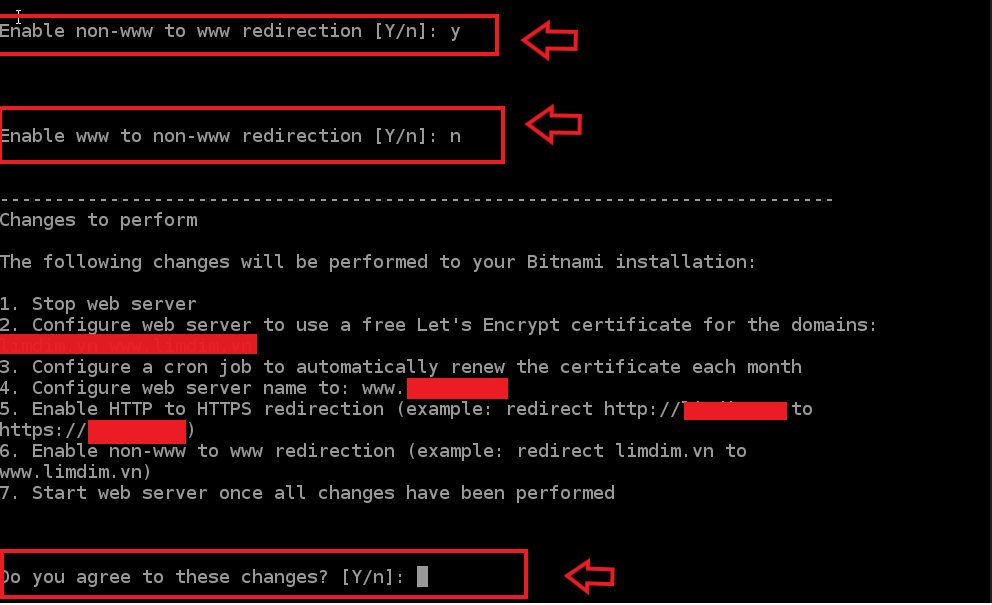 Enable non-www to www redirection [Y/n]: y
Enable www to non-www redirection [Y/n]: n
----------------------------------------------------------------------------
Changes to perform
The following changes will be performed to your Bitnami installation:
1. Stop web server
2. Configure web server to use a free Let's Encrypt certificate for the domains:
limdim.vn www.limdim.vn
3. Configure a cron job to automatically renew the certificate each month
4. Configure web server name to: www.
5. Enable HTTP to HTTPS redirection (example: redirect http:// to
https:// )
6. Enable non-www to www redirection (example: redirect limdim.vn to
www.limdim.vn)
7. Start web server once all changes have been performed
Do you agree to these changes? [Y/n]: